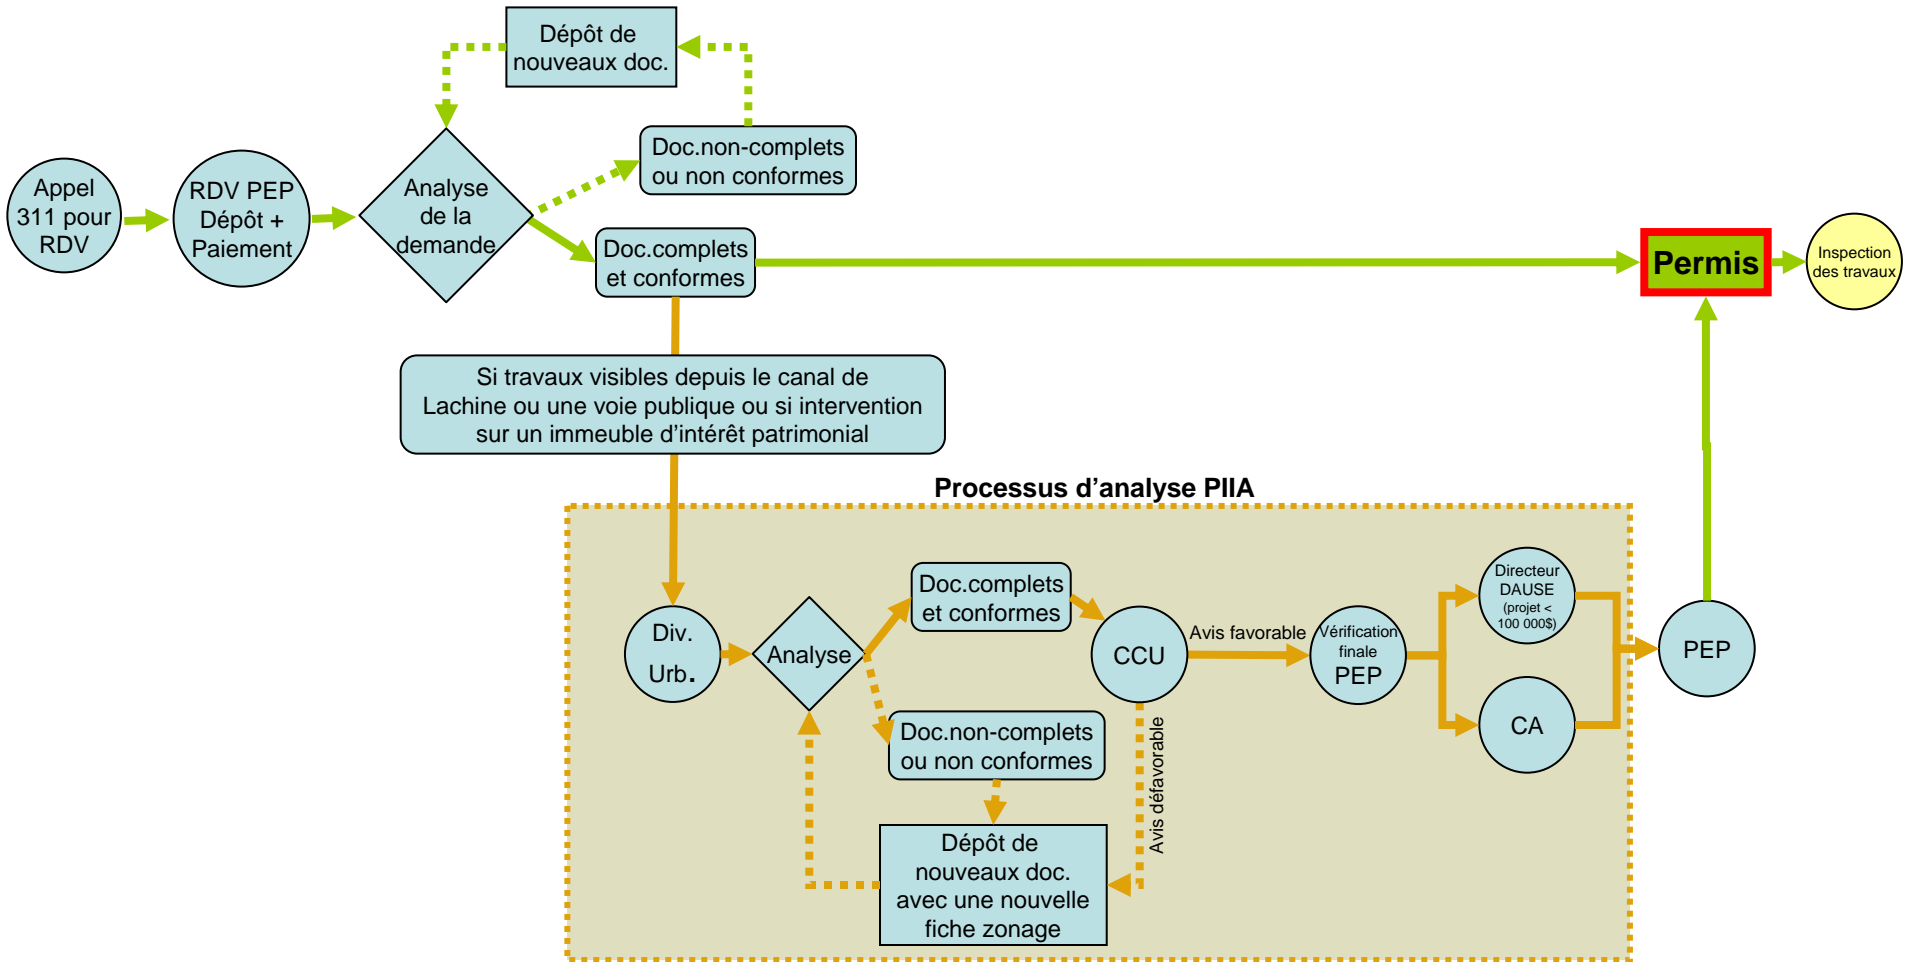 Dépôt de
nouveaux doc.
Doc.non-complets
ou non conformes
Appel
311 pour
RDV
RDV PEP
Dépôt +
Paiement
Analyse
de la
demande
Doc.complets
et conformes
Permis
Inspection
des travaux
Si travaux visibles depuis le canal de
Lachine ou une voie publique ou si intervention
sur un immeuble d’intérêt patrimonial
Processus d’analyse PIIA
Div.
Urb.
Analyse
Doc.complets
et conformes
Doc.non-complets
ou non conformes
Dépôt de
nouveaux doc.
avec une nouvelle
fiche zonage
CCU
Avis favorable
Avis défavorable
Vérification
finale
PEP
Directeur
DAUSE
(projet <
100 000$)
CA
PEP